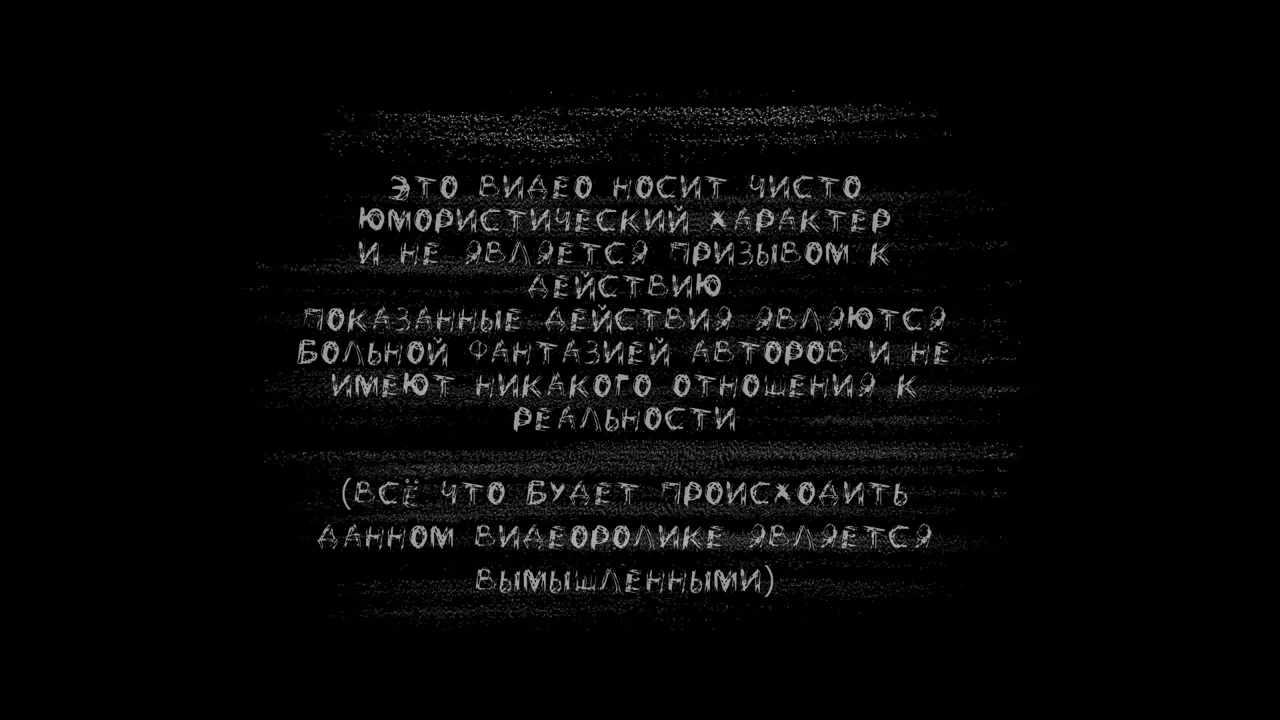 ЭТО ВИДЕО НОСИТ ЧИСТО
ЮМОРИСТИЧЕСКИЙ ХАРАКТЕР
И НЕ ЯВЛЯЕТСЯ ПРИЗЫВОМ К
ДЕЙСТВИЮ
ПОКАЗАННЫЕ ДЕЙСТВИЯ ЯВЛЯЮТСЯ
БОЛЬНОЙ ФАНТАЗИЕЙ АВТОРОВ И НЕ
ИМЕЮТ НИКАКОГО ОТНОШЕНИЯ К
РЕАЛЬНОСТИ
(ВСЁ ЧТО БУДЕТ ПРОИСХОДИТЬ
ДАННОМ ВИДЕОРОЛИКЕ ЯВЛЯЕТСЯ
ВЫМЫШЛЕННЫМИ)